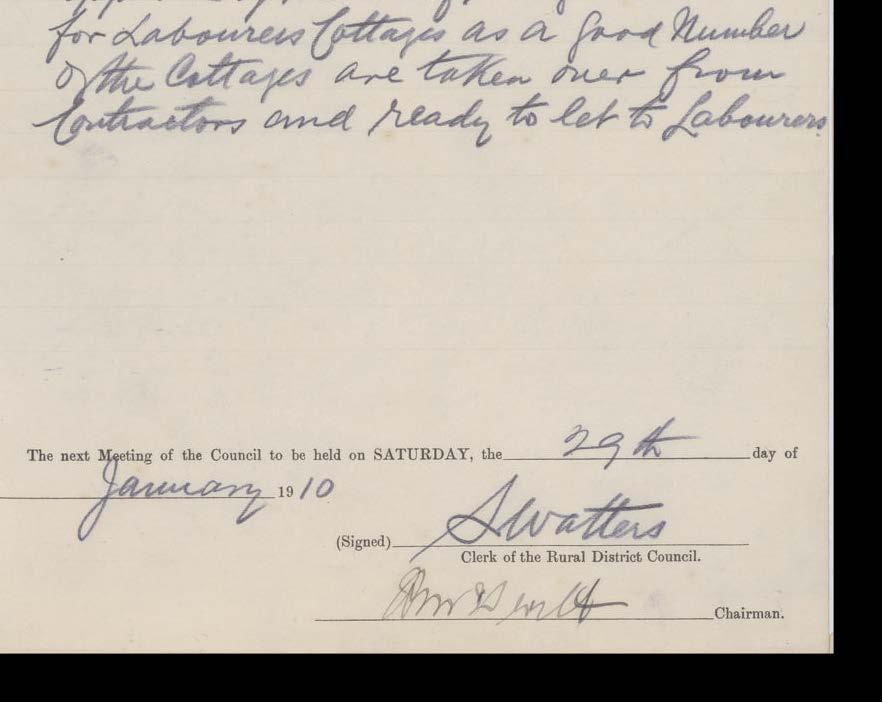 for Labourers Cottages as a good Number
of the Cottages are taken over from
Contractors and ready to let to Labourers
The next Meeting of the Council to be held on SATURDAY, the 29th day of
January 1910
(Signed) S Watters
Clerk of the Rural District Council.
Chairman.